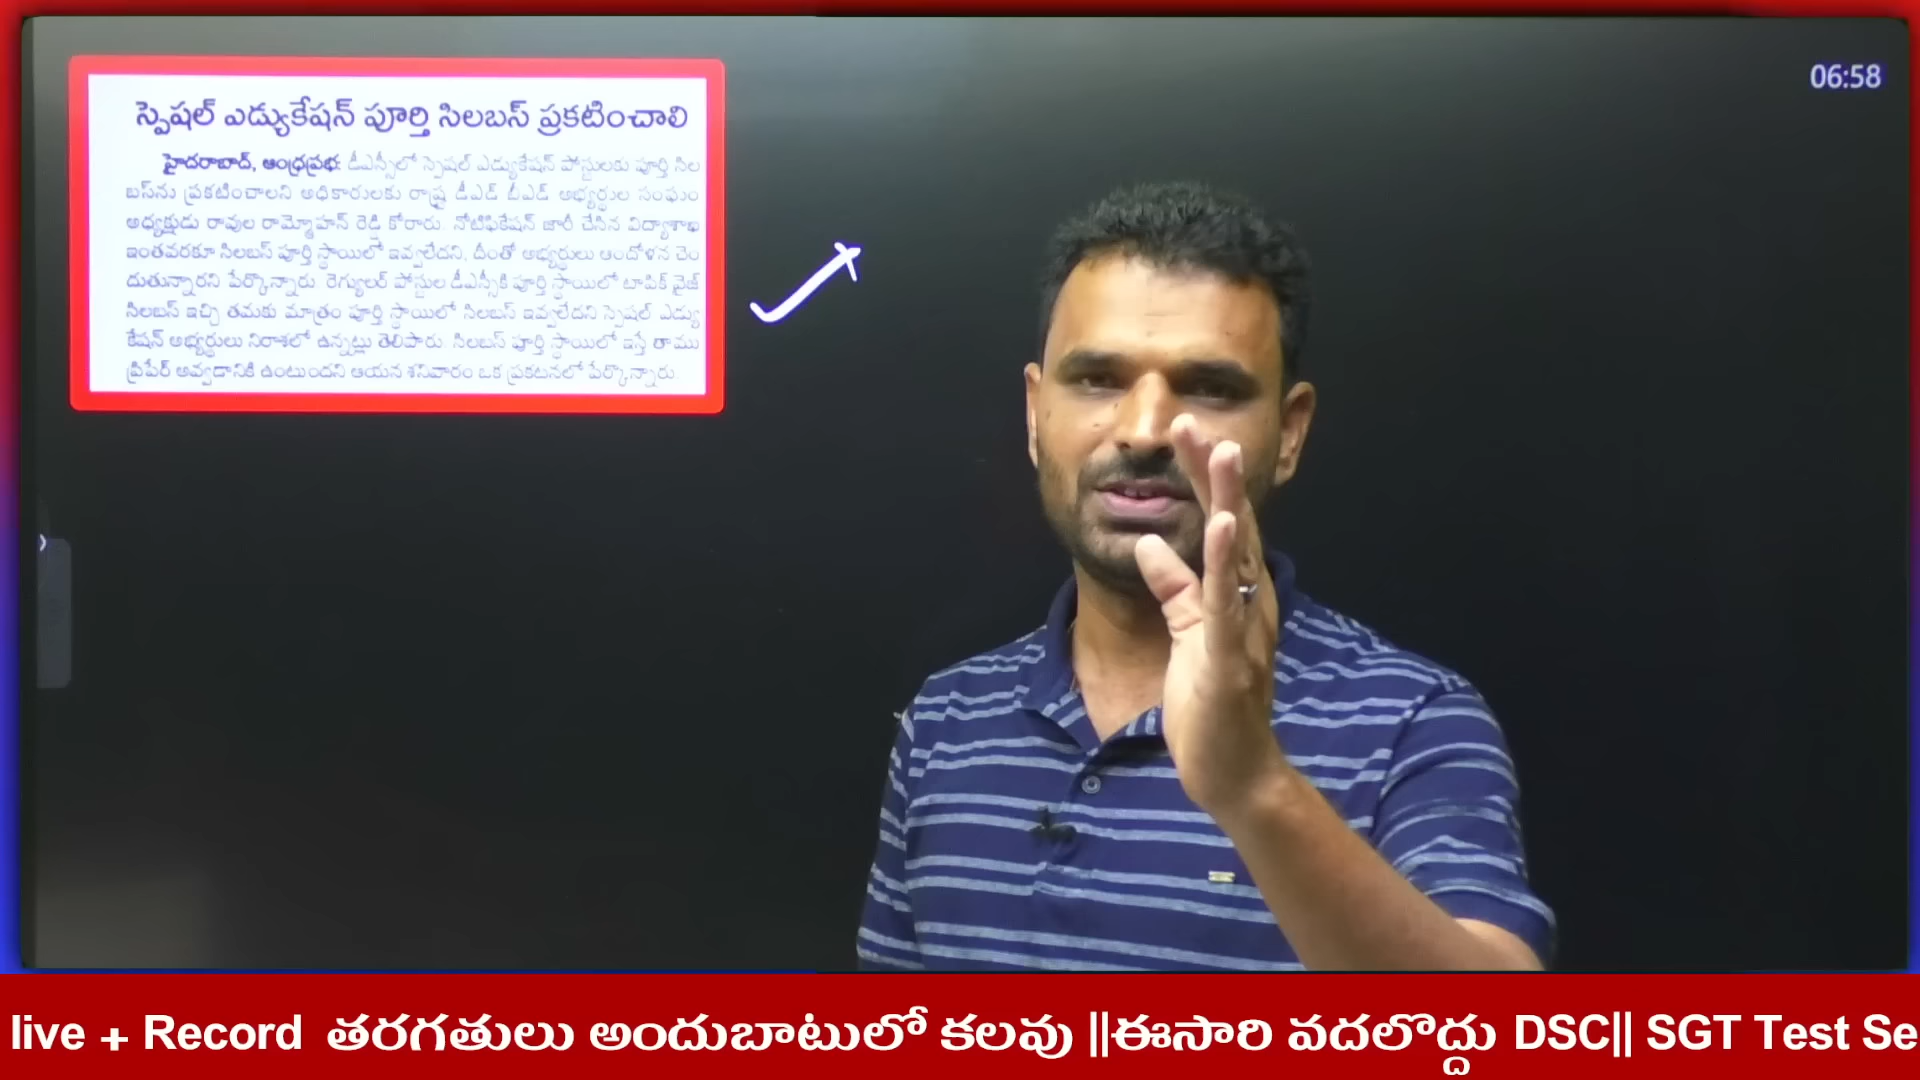 స్పెషల్ ఎడ్యుకేషన్ పూర్తి సిలబస్ ప్రకటించాలి
06:58
హైదరాబాద్, ఆంధ్రప్రభ: డీఎస్సీలో స్పెషల్ ఎడ్యుకేషన్ పోస్టులకు పూర్తి సిల
బస్‌ను ప్రకటించాలని అధికారులకు రాష్ట్ర డీఎడ్ బీఎడ్ అభ్యర్థుల సంఘం
అధ్యక్షుడు రావుల రామ్మోహన్ రెడ్డి కోరారు. నోటిఫికేషన్ జారీ చేసిన విద్యాశాఖ
ఇంతవరకూ సిలబస్ పూర్తి స్థాయిలో ఇవ్వలేదని, దీంతో అభ్యర్థులు ఆందోళన చెం
దుతున్నారని పేర్కొన్నారు. రెగ్యులర్ పోస్టుల డీఎస్సీకి పూర్తి స్థాయిలో టాపిక్ వైజ్
సిలబస్ ఇచ్చి తమకు మాత్రం పూర్తి స్థాయిలో సిలబస్ ఇవ్వలేదని స్పెషల్ ఎడ్యు
కేషన్ అభ్యర్థులు నిరాశలో ఉన్నట్లు తెలిపారు. సిలబస్ పూర్తి స్థాయిలో ఇస్తే తాము
ప్రిపేర్ అవ్వడానికి ఉంటుందని ఆయన శనివారం ఒక ప్రకటనలో పేర్కొన్నారు.
live + Record తరగతులు అందుబాటులో కలవు ||ఈసారి వదలొద్దు DSC|| SGT Test Se